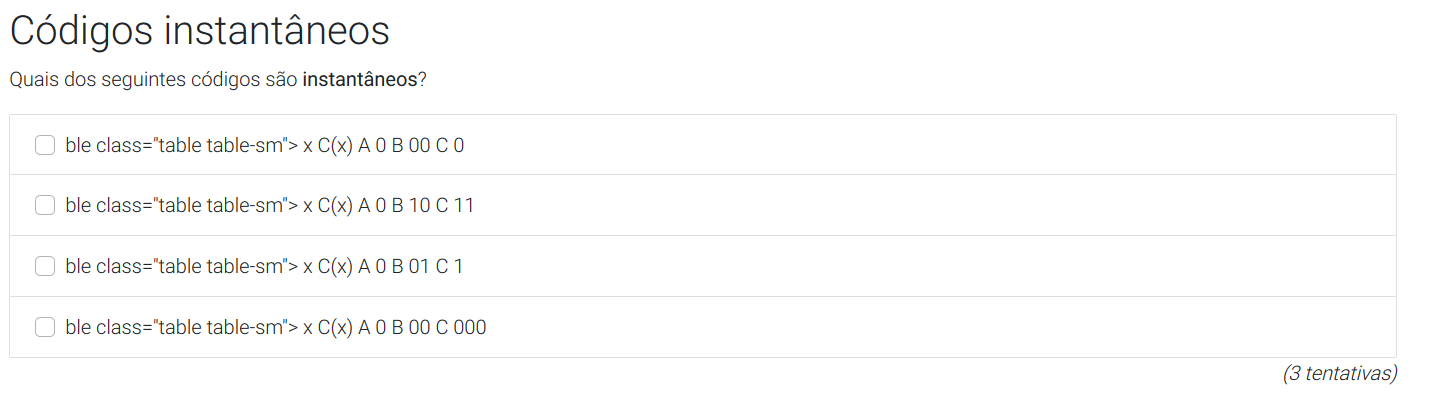 Códigos instantâneos
Quais dos seguintes códigos são instantâneos?
ble class="table table-sm"> x C(x) A 0 B 00 C 0
ble class="table table-sm"> x C(x) A 0 B 10 C 11
ble class="table table-sm"> x C(x) A 0 B 01 C 1
ble class="table table-sm"> x C(x) A 0 B 00 C 000
(3 tentativas)